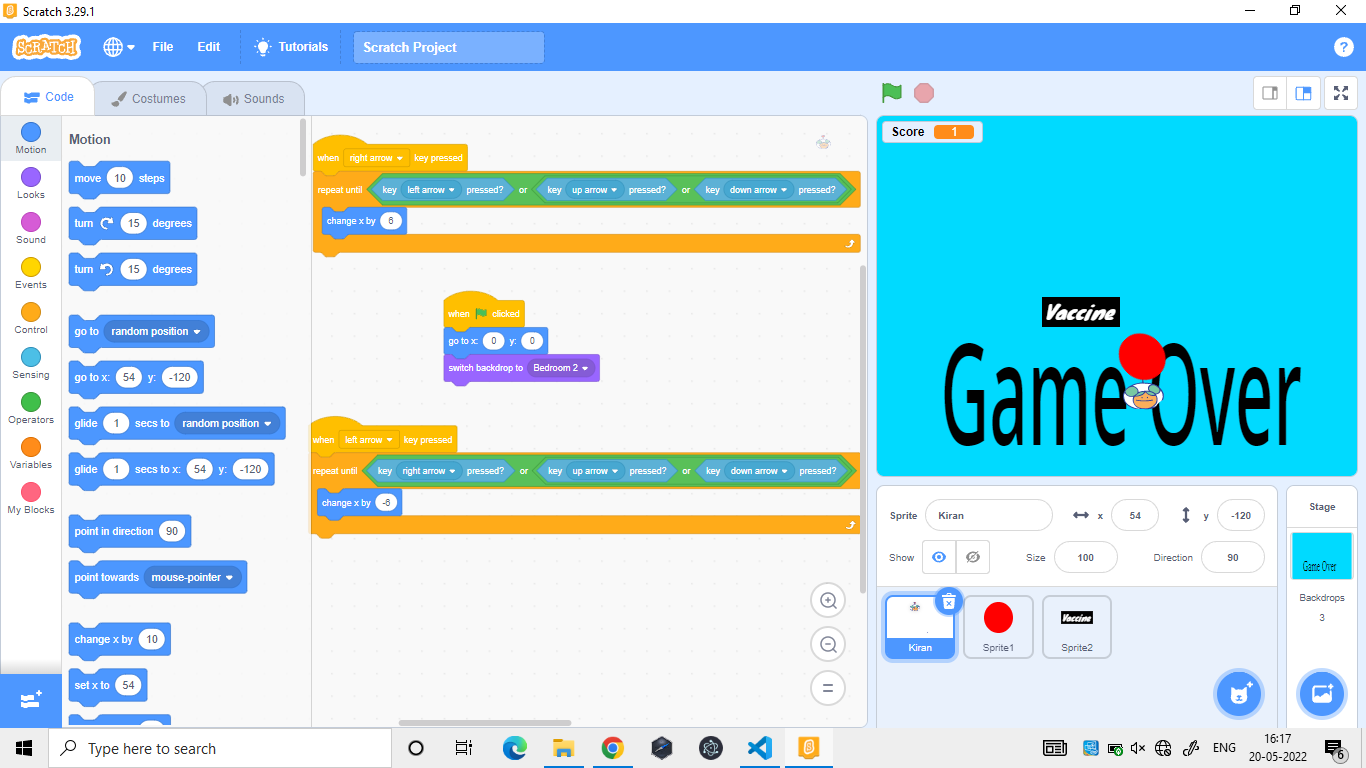 Scratch 3.29.1
SCRATCH File Edit Tutorials Scratch Project ?
Code Costumes Sounds
Motion
Looks
Sound
Events
Control
Sensing
Operators
Variables
My Blocks
Motion
move 10 steps
turn 15 degrees
turn 15 degrees
go to random position
go to x: 54 y: -120
glide 1 secs to random position
glide 1 secs to x: 54 y: -120
point in direction 90
point towards mouse-pointer
change x by 10
set x to 54
when right arrow key pressed
repeat until key left arrow pressed? or key up arrow pressed? or key down arrow pressed?
change x by 6
when clicked
go to x: 0 y: 0
switch backdrop to Bedroom 2
when left arrow key pressed
repeat until key right arrow pressed? or key up arrow pressed? or key down arrow pressed?
change x by -6
Score 1
Vaccine
Game Over
Sprite Kiran x 54 y -120
Show Size 100 Direction 90
Kiran
Sprite1
Vaccine
Sprite2
Stage
Game Over
Backdrops
3
Type here to search
ENG
16:17
20-05-2022
6